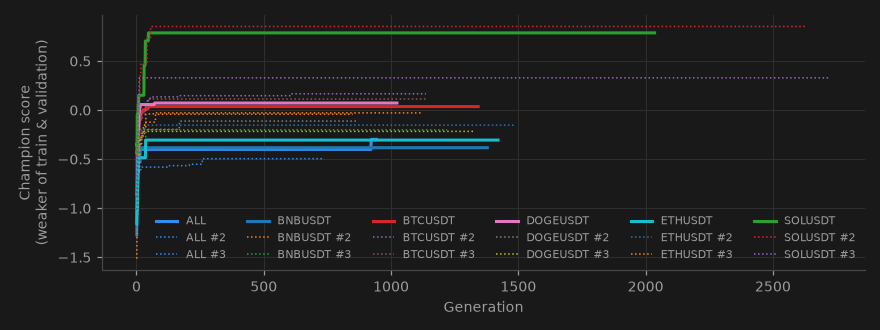 Champion score
(weaker of train & validation)
0.5
0.0
−0.5
−1.0
−1.5
ALL BNBUSDT BTCUSDT DOGEUSDT ETHUSDT SOLUSDT
ALL #2 BNBUSDT #2 BTCUSDT #2 DOGEUSDT #2 ETHUSDT #2 SOLUSDT #2
ALL #3 BNBUSDT #3 BTCUSDT #3 DOGEUSDT #3 ETHUSDT #3 SOLUSDT #3
0 500 1000 1500 2000 2500
Generation